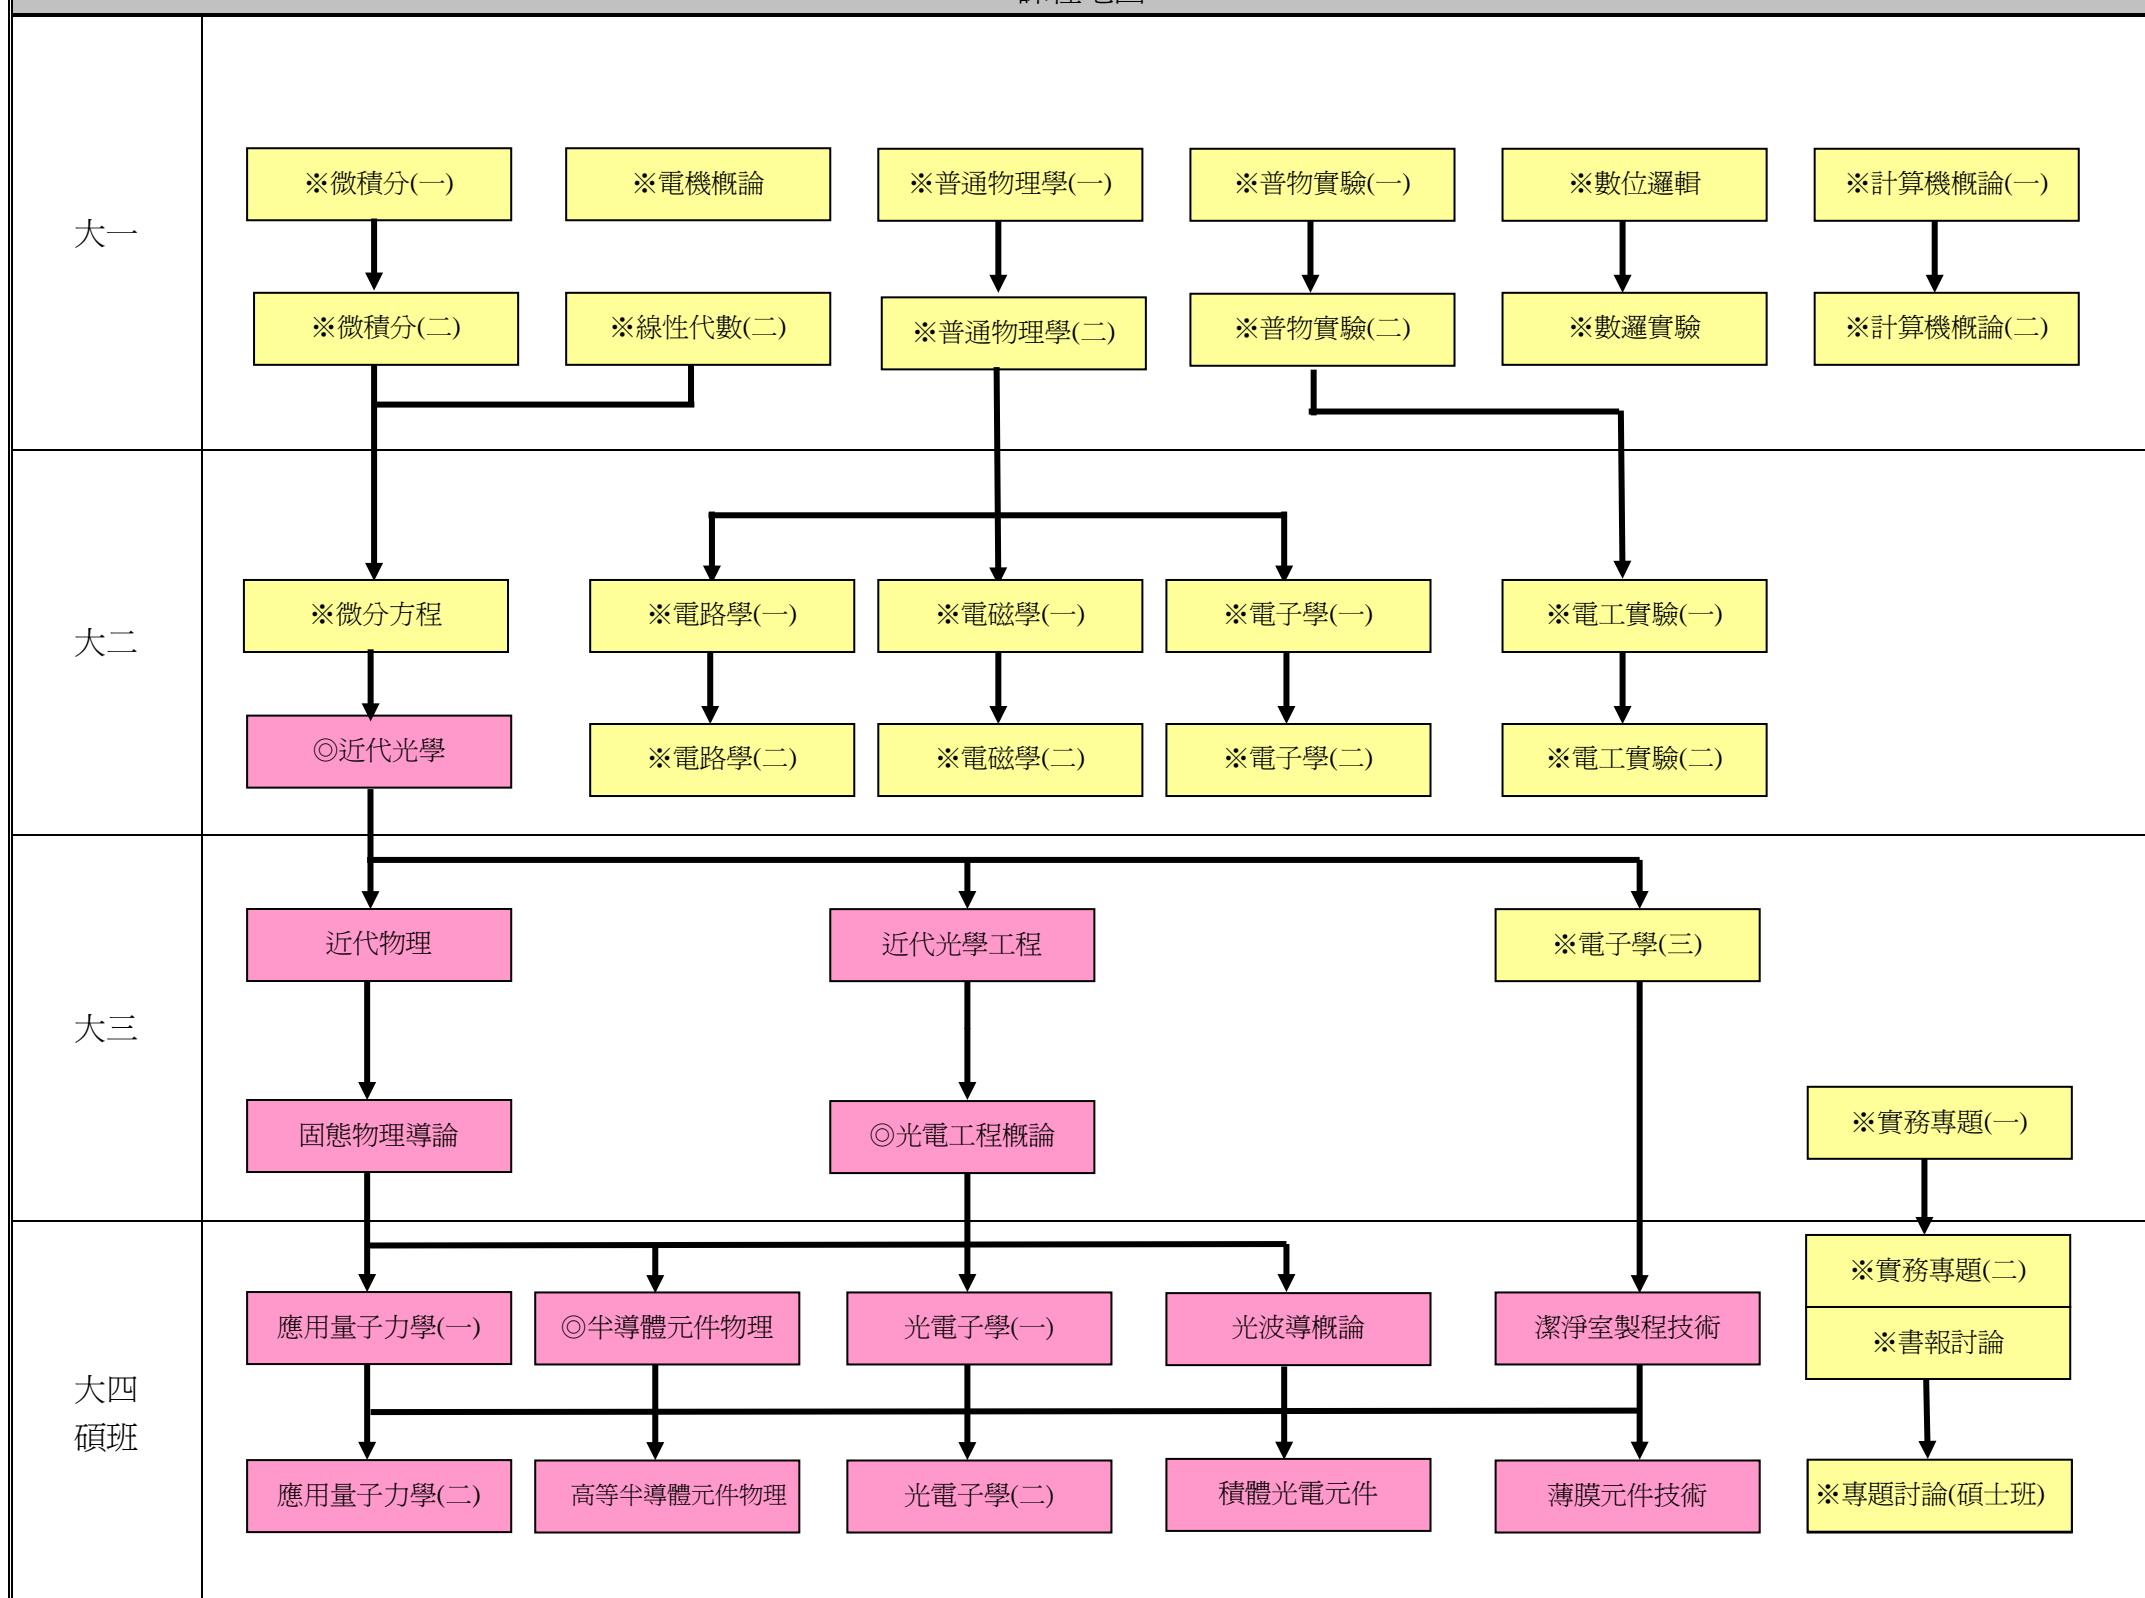 大一
※微積分(一)
※電機概論
※普通物理學(一)
※普物實驗(一)
※數位邏輯
※計算機概論(一)
※微積分(二)
※線性代數(二)
※普通物理學(二)
※普物實驗(二)
※數邏實驗
※計算機概論(二)
大二
※微分方程
※電路學(一)
※電磁學(一)
※電子學(一)
※電工實驗(一)
◎近代光學
※電路學(二)
※電磁學(二)
※電子學(二)
※電工實驗(二)
大三
近代物理
近代光學工程
※電子學(三)
固態物理導論
◎光電工程概論
※實務專題(一)
大四
碩班
應用量子力學(一)
◎半導體元件物理
光電子學(一)
光波導概論
潔淨室製程技術
※實務專題(二)
※書報討論
應用量子力學(二)
高等半導體元件物理
光電子學(二)
積體光電元件
薄膜元件技術
※專題討論(碩士班)